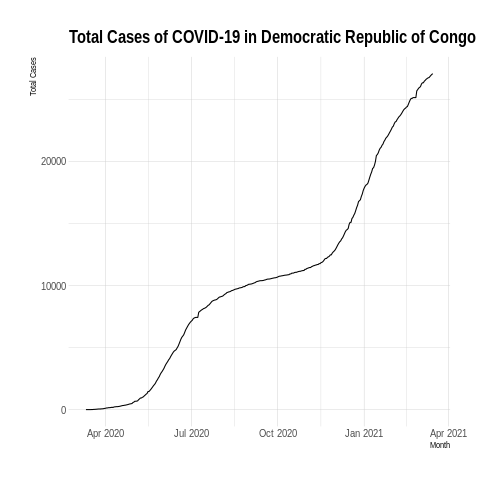 Total Cases of COVID-19 in Democratic Republic of Congo
Total Cases
20000
10000
0
Apr 2020 Jul 2020 Oct 2020 Jan 2021 Apr 2021
Month